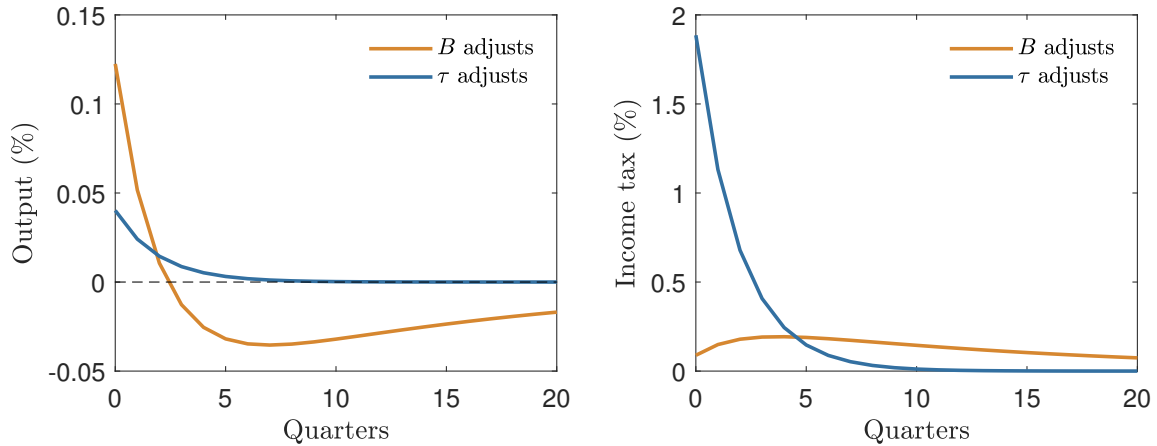 Output (%)
0.15
0.1
0.05
0
-0.05
B adjusts
τ adjusts
0 5 10 15 20
Quarters
Income tax (%)
2
1.5
1
0.5
0
B adjusts
τ adjusts
0 5 10 15 20
Quarters